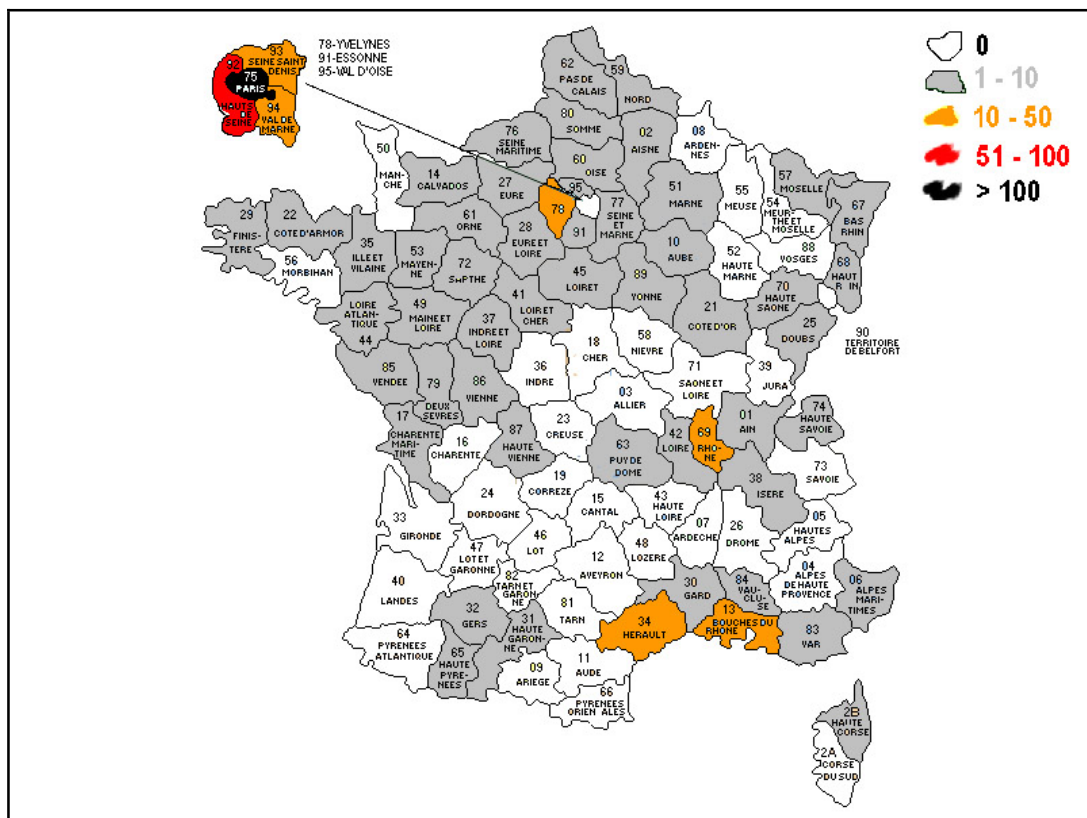 78-YVELYNES
91-ESSONNE
95-VAL D'OISE
93
SEINE SAINT
DENIS
92
75
PARIS
HAUTS
DE
SEINE
94
VAL DE
MARNE
0
1 - 10
10 - 50
51 - 100
> 100
62
PAS DE
CALAIS
59
NORD
80
SOMME
02
AISNE
08
ARDEN-
NES
76
SEINE
MARITIME
60
OISE
50
MAN-
CHE
14
CALVADOS
27
EURE
95
78
91
77
SEINE
ET
MARNE
51
MARNE
55
MEUSE
57
MOSELLE
54
MEUR-
THE ET
MOSELLE
67
BAS
RHIN
88
VOSGES
68
HAUT
R IN
29
FINIS-
TERE
22
COTE D'ARMOR
56
MORBIHAN
35
ILLE ET
VILAINE
61
ORNE
53
MAYEN-
NE
72
28
EURE ET
LOIRE
10
AUBE
52
HAUTE
MARNE
45
LOIRET
89
YONNE
70
HAUTE
SAONE
LOIRE
ATLAN-
TIQUE
44
49
MAINE ET
LOIRE
37
INDRE ET
LOIRE
41
LOIR ET
CHER
21
COTE D'OR
25
DOUBS
90
TERRITOIRE
DE BELFORT
18
CHER
58
NIEVRE
36
INDRE
71
SAONE ET
LOIRE
39
JURA
85
VENDEE
79
DEUX
SEVRES
86
VIENNE
03
ALLIER
23
CREUSE
17
CHARENTE
MARI-
TIME
16
CHARENTE
87
HAUTE
VIENNE
63
PUY DE
DOME
42
LOIRE
69
RHO-
NE
01
AIN
74
HAUTE
SAVOIE
73
SAVOIE
38
ISERE
19
CORREZE
24
DORDOGNE
15
CANTAL
43
HAUTE
LOIRE
07
ARDECHE
26
DROME
05
HAUTES
ALPES
33
GIRONDE
47
LOT ET
GARONNE
46
LOT
12
AVEYRON
48
LOZERE
04
ALPES
DE HAUTE
PROVENCE
06
ALPES
MARI-
TIMES
40
LANDES
82
TARN ET
GARON-
NE
81
TARN
30
GARD
84
VAU-
CLUSE
32
GERS
31
HAUTE
GARON-
NE
34
HERAULT
13
BOUCHES DU
RHONE
83
VAR
64
PYRENEES
ATLANTIQUE
65
HAUTE
PYRE-
NEES
09
ARIEGE
11
AUDE
66
PYRENEES
ORIEN ALES
2B
HAUTE
CORSE
2A
CORSE
DU SUD